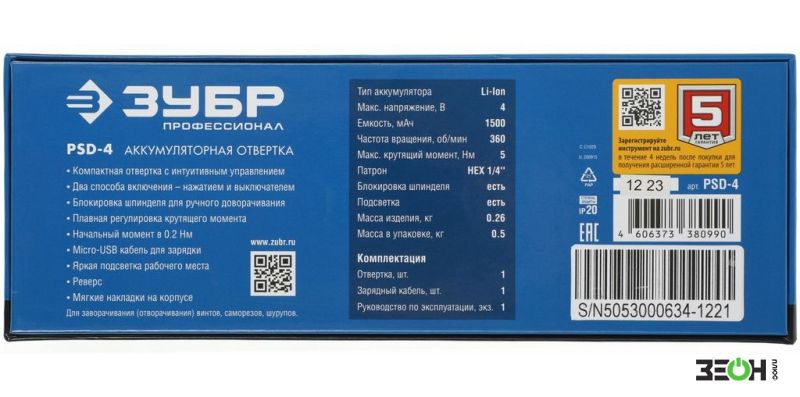 ЗУБР
ПРОФЕССИОНАЛ
PSD-4 АККУМУЛЯТОРНАЯ ОТВЕРТКА
• Компактная отвертка с интуитивным управлением
• Два способа включения – нажатием и выключателем
• Блокировка шпинделя для ручного доворачивания
• Плавная регулировка крутящего момента
• Начальный момент в 0.2 Нм
• Micro-USB кабель для зарядки
• Яркая подсветка рабочего места
• Реверс
• Мягкие накладки на корпусе
Для заворачивания (отворачивания) винтов, саморезов, шурупов.
www.zubr.ru
Тип аккумулятора Li-Ion
Макс. напряжение, В 4
Емкость, мАч 1500
Частота вращения, об/мин 360
Макс. крутящий момент, Нм 5
Патрон HEX 1/4"
Блокировка шпинделя есть
Подсветка есть
Масса изделия, кг 0.26
Масса в упаковке, кг 0.5
Комплектация
Отвертка, шт. 1
Зарядный кабель, шт. 1
Руководство по эксплуатации, экз. 1
5
ЛЕТ
ГАРАНТИЯ
Зарегистрируйте
инструмент на zubr.ru
в течение 4 недель после покупки для
получения расширенной гарантии 5 лет
PAP
IP20
EAC
12 23
арт. PSD-4
4 606373 380990
S/N5053000634-1221
ЗЕОН
ПЛЮС